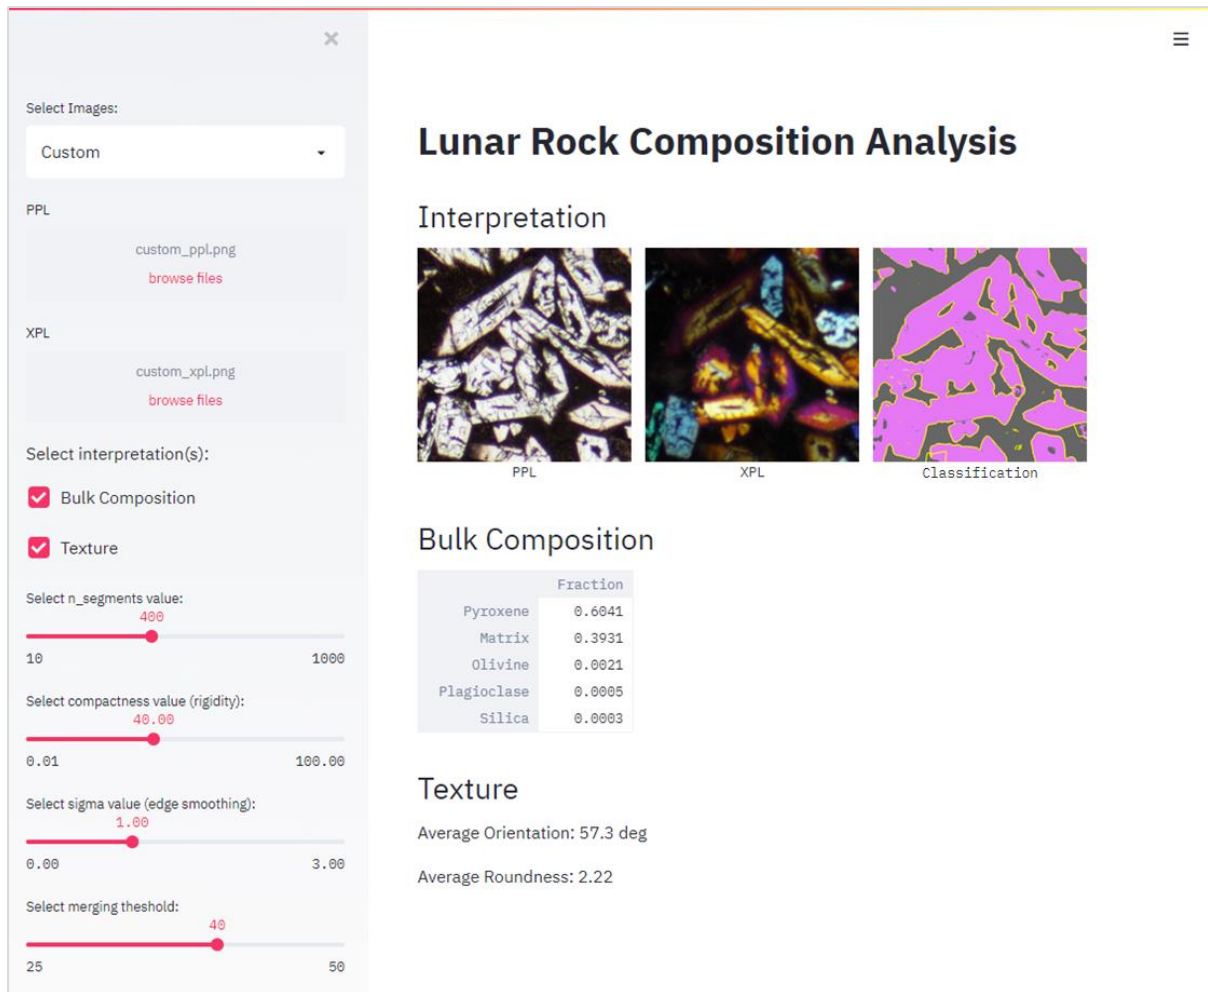 ×
≡
Select Images:
Custom
PPL
custom_ppl.png
browse files
XPL
custom_xpl.png
browse files
Select interpretation(s):
Bulk Composition
Texture
Select n_segments value:
400
10 1000
Select compactness value (rigidity):
40.00
0.01 100.00
Select sigma value (edge smoothing):
1.00
0.00 3.00
Select merging theshold:
40
25 50
Lunar Rock Composition Analysis
Interpretation
PPL XPL Classification
Bulk Composition
Fraction
Pyroxene 0.6041
Matrix 0.3931
Olivine 0.0021
Plagioclase 0.0005
Silica 0.0003
Texture
Average Orientation: 57.3 deg
Average Roundness: 2.22